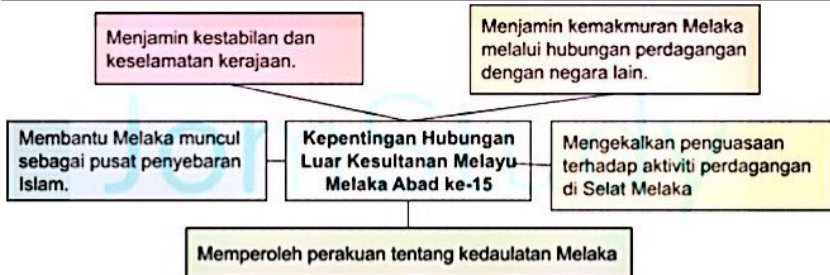 Menjamin kestabilan dan
keselamatan kerajaan.
Menjamin kemakmuran Melaka
melalui hubungan perdagangan
dengan negara lain.
Membantu Melaka muncul
sebagai pusat penyebaran
Islam.
Kepentingan Hubungan
Luar Kesultanan Melayu
Melaka Abad ke-15
Mengekalkan penguasaan
terhadap aktiviti perdagangan
di Selat Melaka
Memperoleh perakuan tentang kedaulatan Melaka